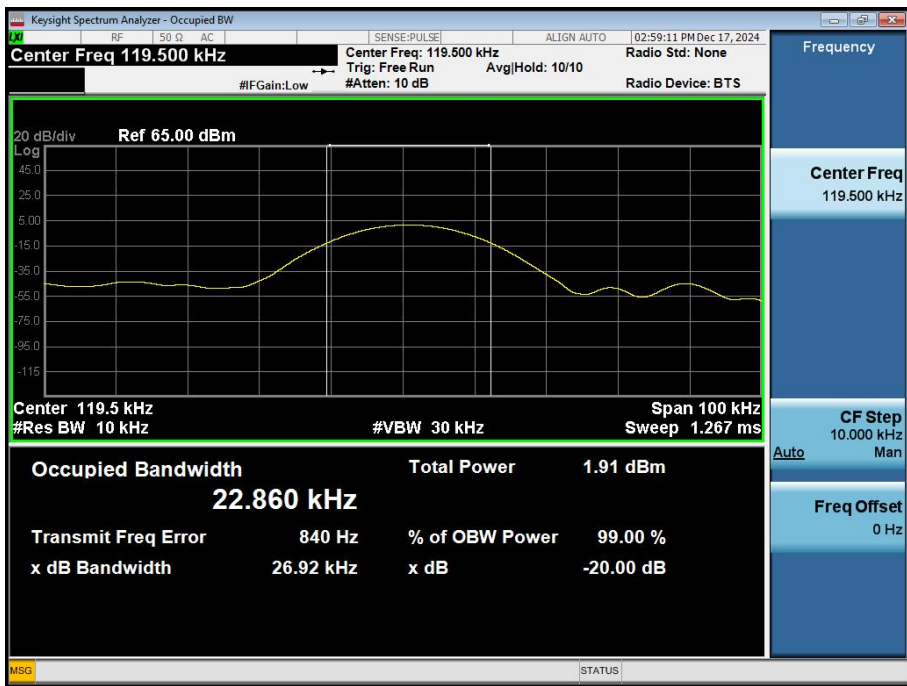 Keysight Spectrum Analyzer - Occupied BW
LXI RF 50 Ω AC SENSE:PULSE ALIGN AUTO 02:59:11 PM Dec 17, 2024
Center Freq 119.500 kHz Center Freq: 119.500 kHz Radio Std: None
Trig: Free Run Avg|Hold: 10/10
#IFGain:Low #Atten: 10 dB Radio Device: BTS
20 dB/div Ref 65.00 dBm
Log
45.0
25.0
5.00
-15.0
-35.0
-55.0
-75.0
-95.0
-115
Center 119.5 kHz Span 100 kHz
#Res BW 10 kHz #VBW 30 kHz Sweep 1.267 ms
Occupied Bandwidth Total Power 1.91 dBm
22.860 kHz
Transmit Freq Error 840 Hz % of OBW Power 99.00 %
x dB Bandwidth 26.92 kHz x dB -20.00 dB
MSG STATUS
Frequency
Center Freq
119.500 kHz
CF Step
10.000 kHz
Auto Man
Freq Offset
0 Hz